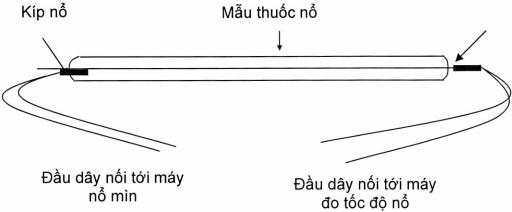 Kíp nổ
Mẫu thuốc nổ
Đầu dây nối tới máy
nổ mìn
Đầu dây nối tới máy
đo tốc độ nổ